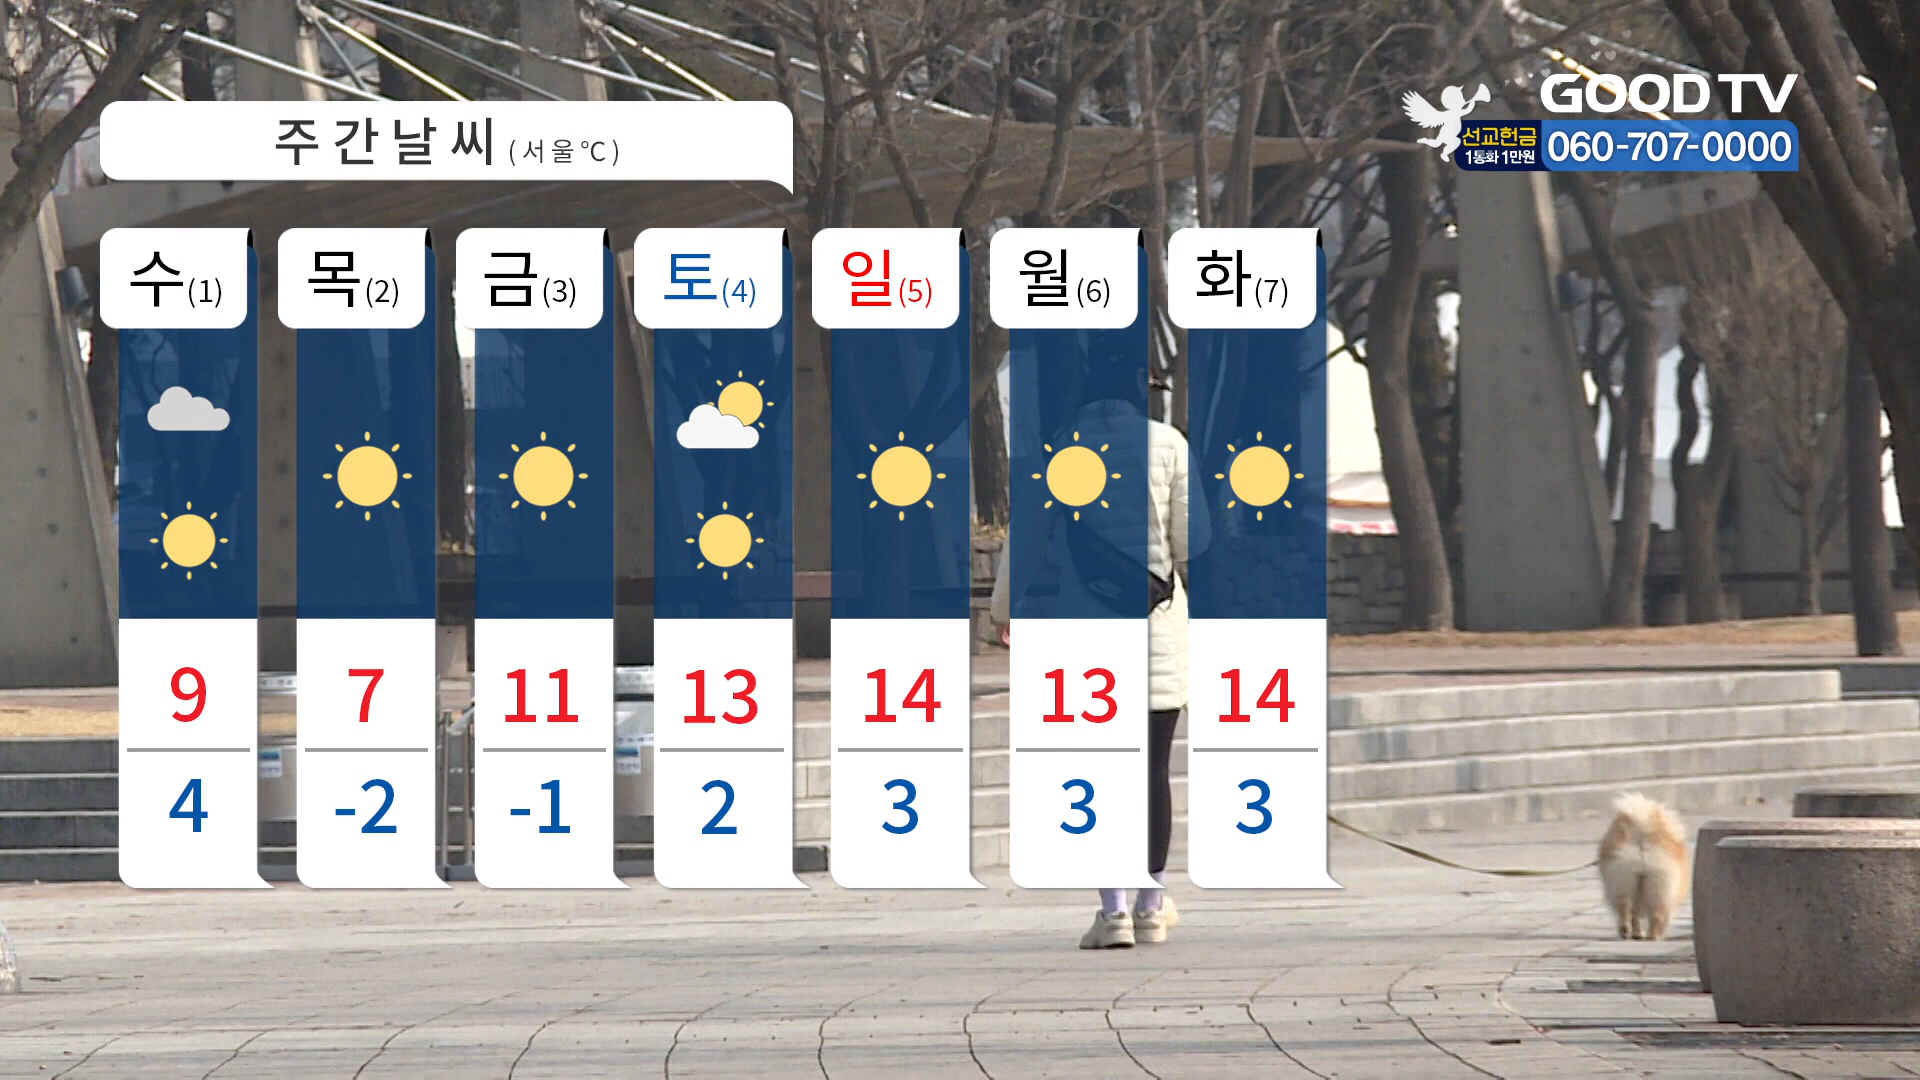 주간날씨 (서울℃)
GOOD TV
선교헌금
1통화 1만원
060-707-0000
수(1) 목(2) 금(3) 토(4) 일(5) 월(6) 화(7)
9 7 11 13 14 13 14
4 -2 -1 2 3 3 3